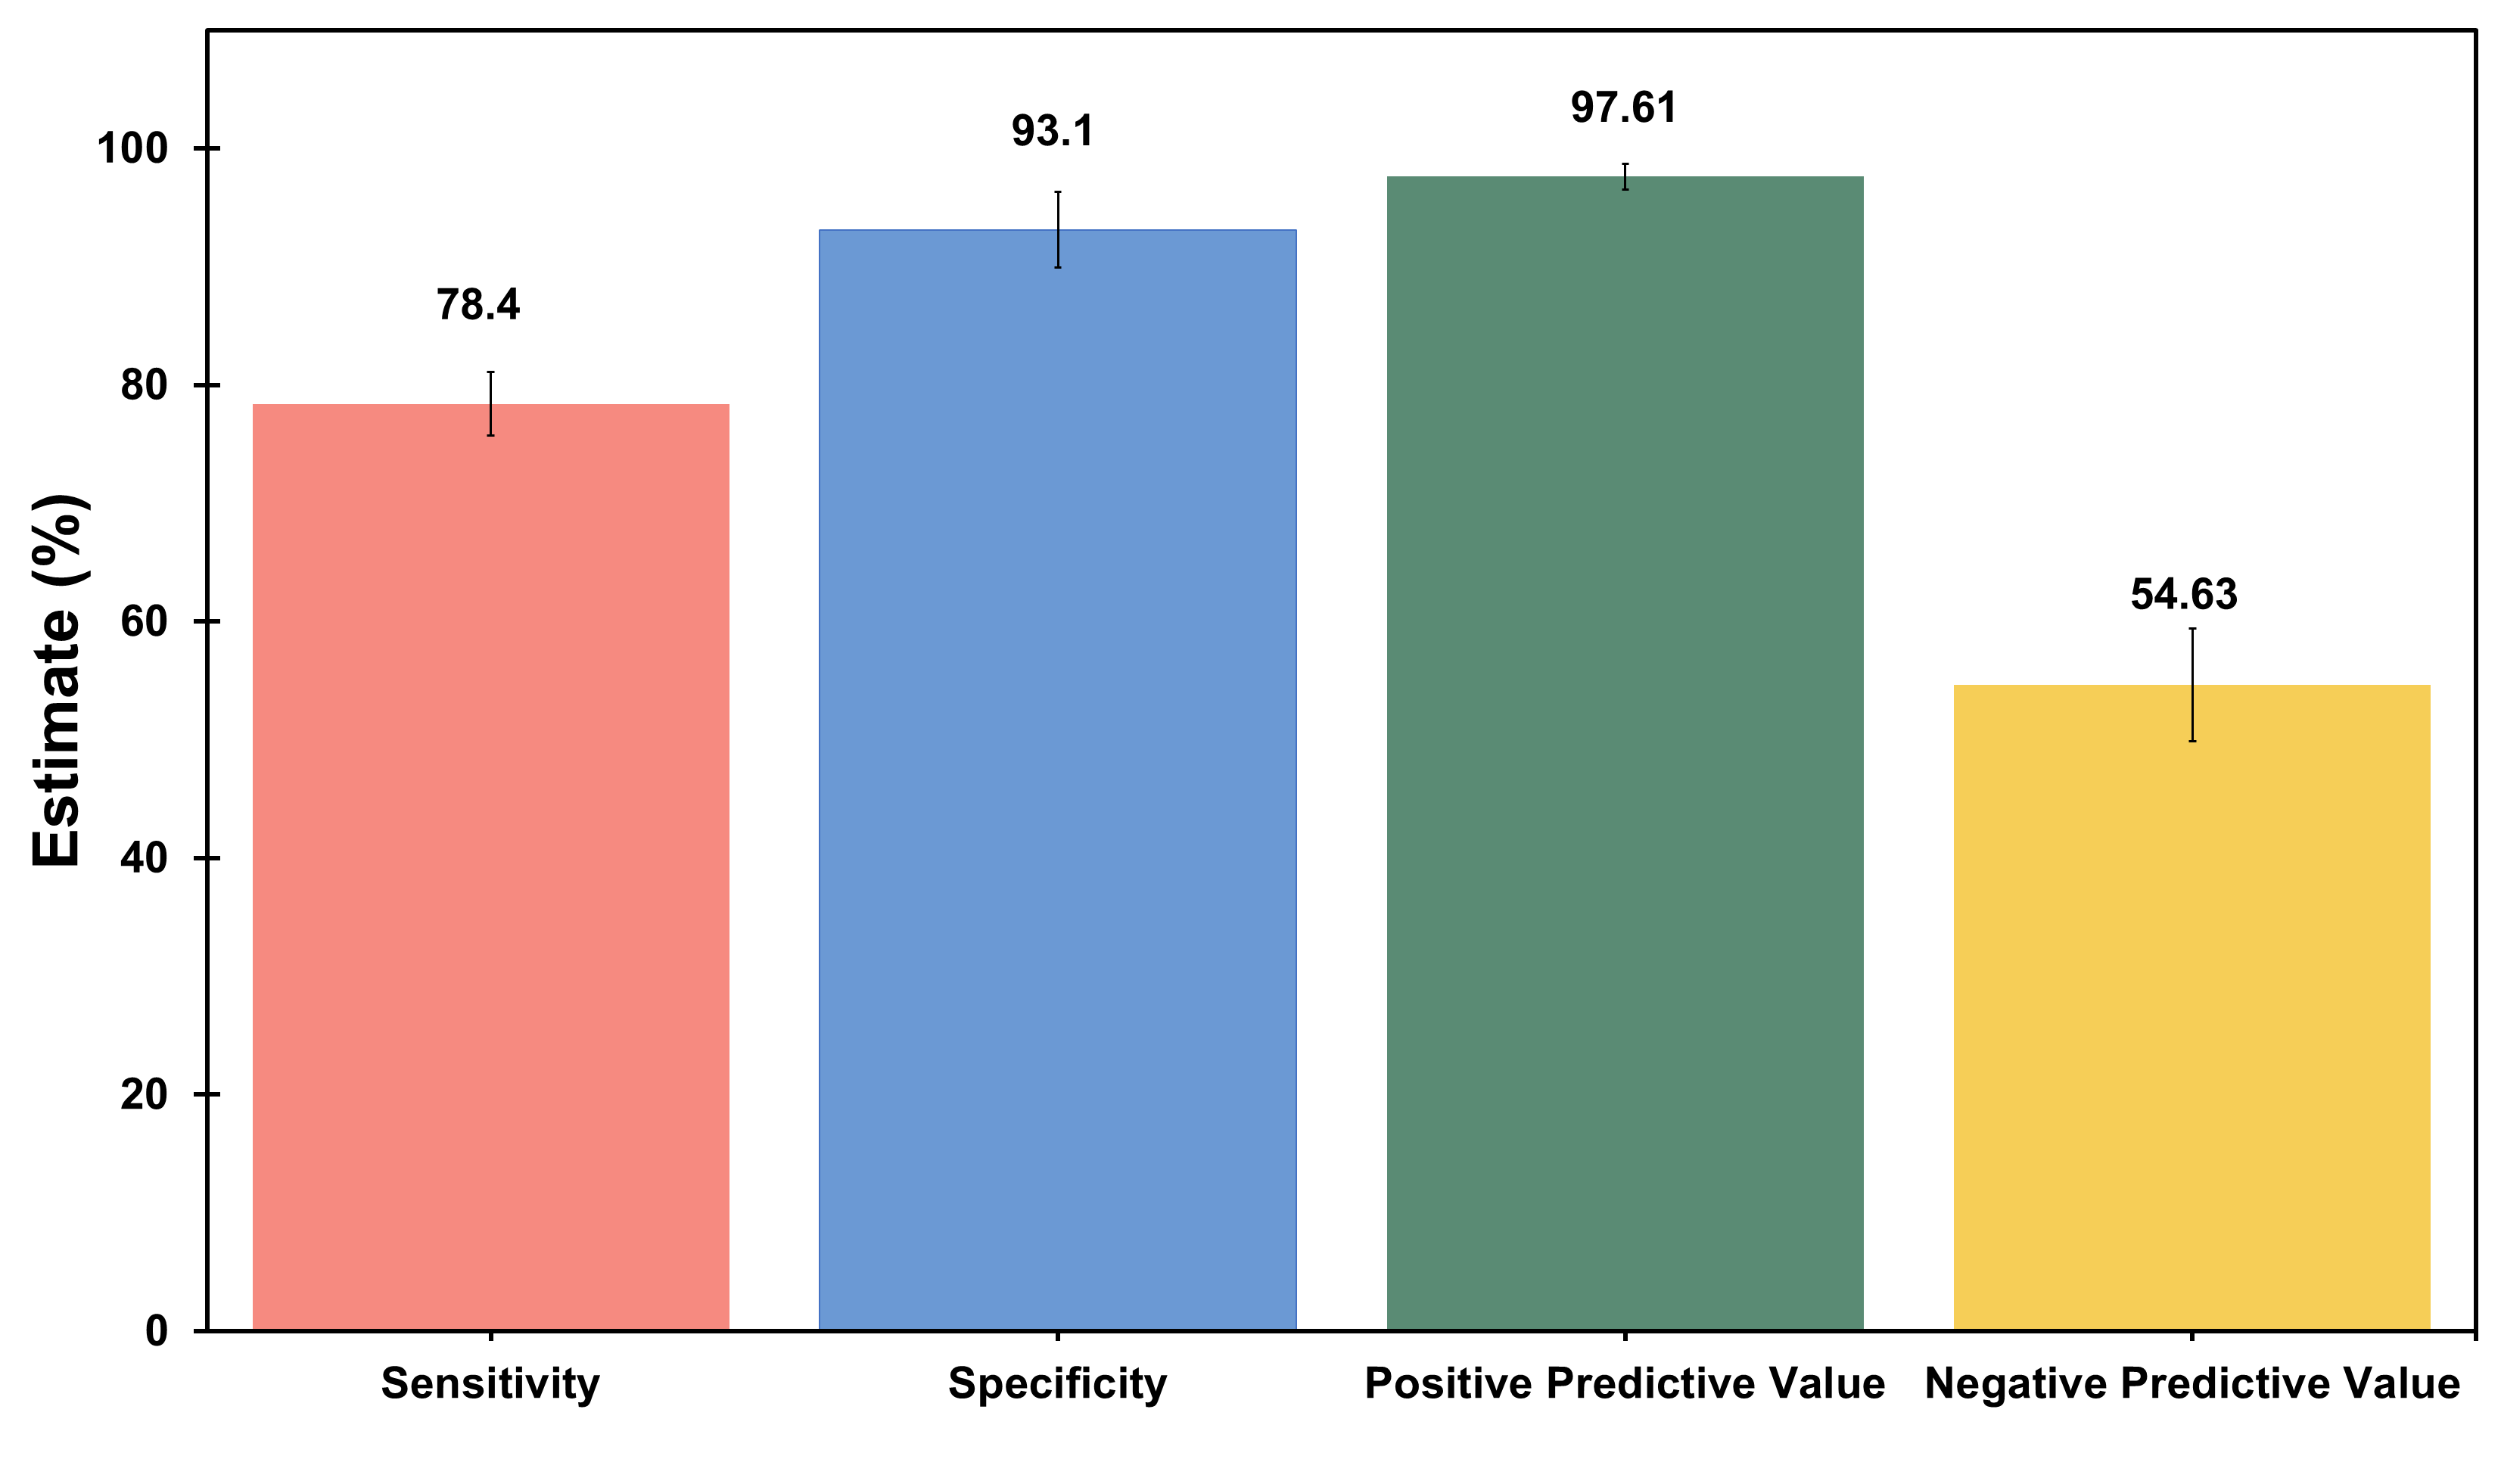 Estimate (%)
100
80
60
40
20
0
78.4
93.1
97.61
54.63
Sensitivity
Specificity
Positive Predictive Value
Negative Predictive Value